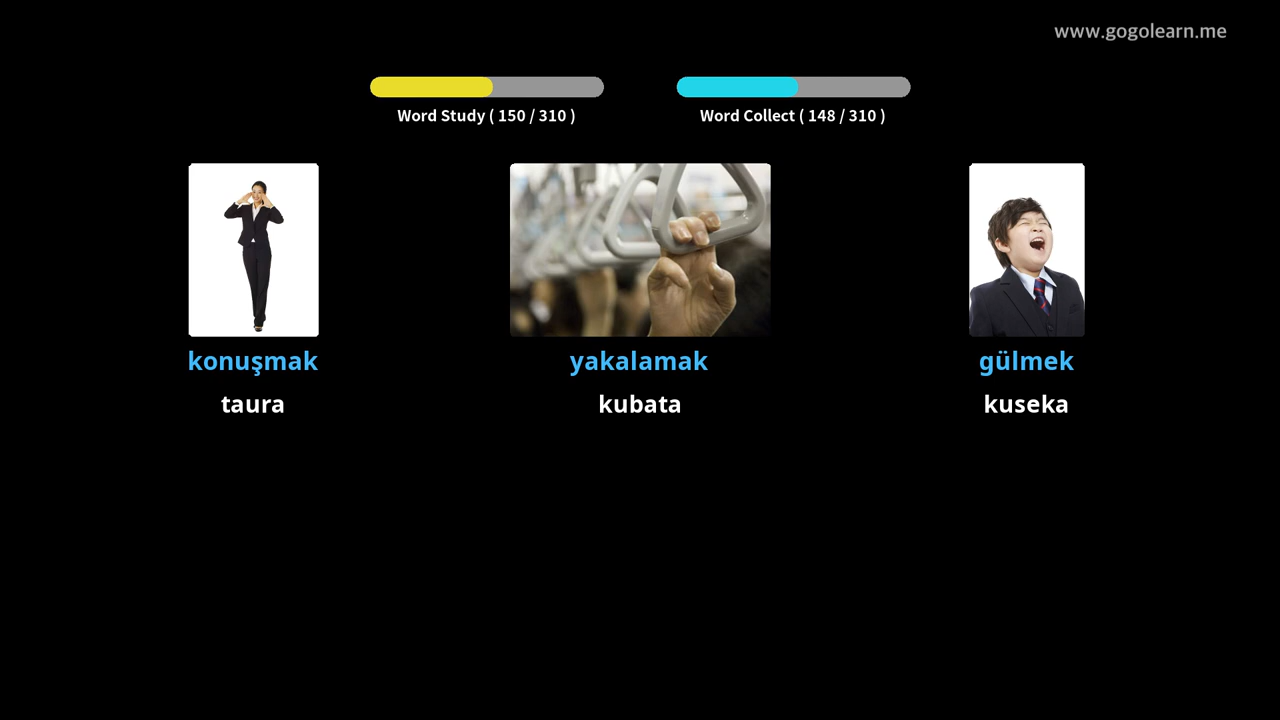 www.gogolearn.me
Word Study ( 150 / 310 )
Word Collect ( 148 / 310 )
konuşmak
yakalamak
gülmek
taura
kubata
kuseka